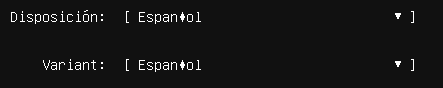 Disposición: [ Espan♦ol ▾ ]
Variant: [ Espan♦ol ▾ ]